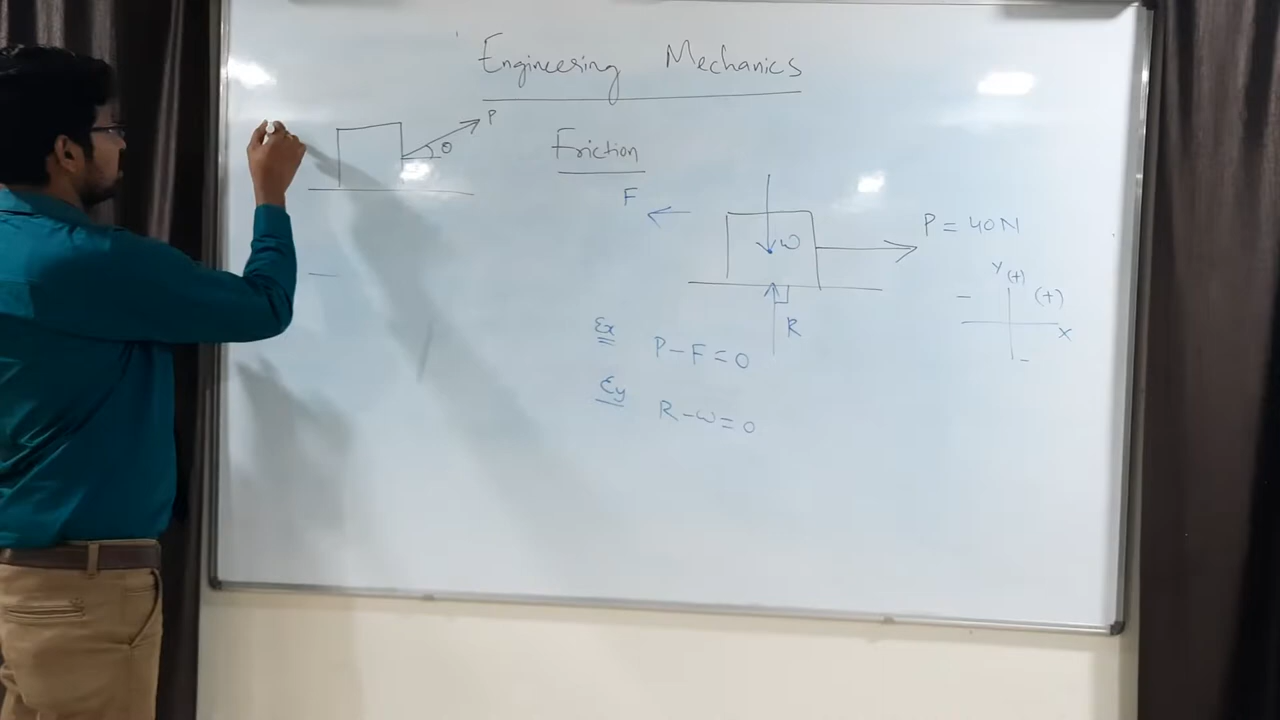 Engineering Mechanics
P
θ
Friction
F
P = 40N
w
Y (+)
- (+)
X
-
R
Ex
P - F = 0
Ey
R - w = 0